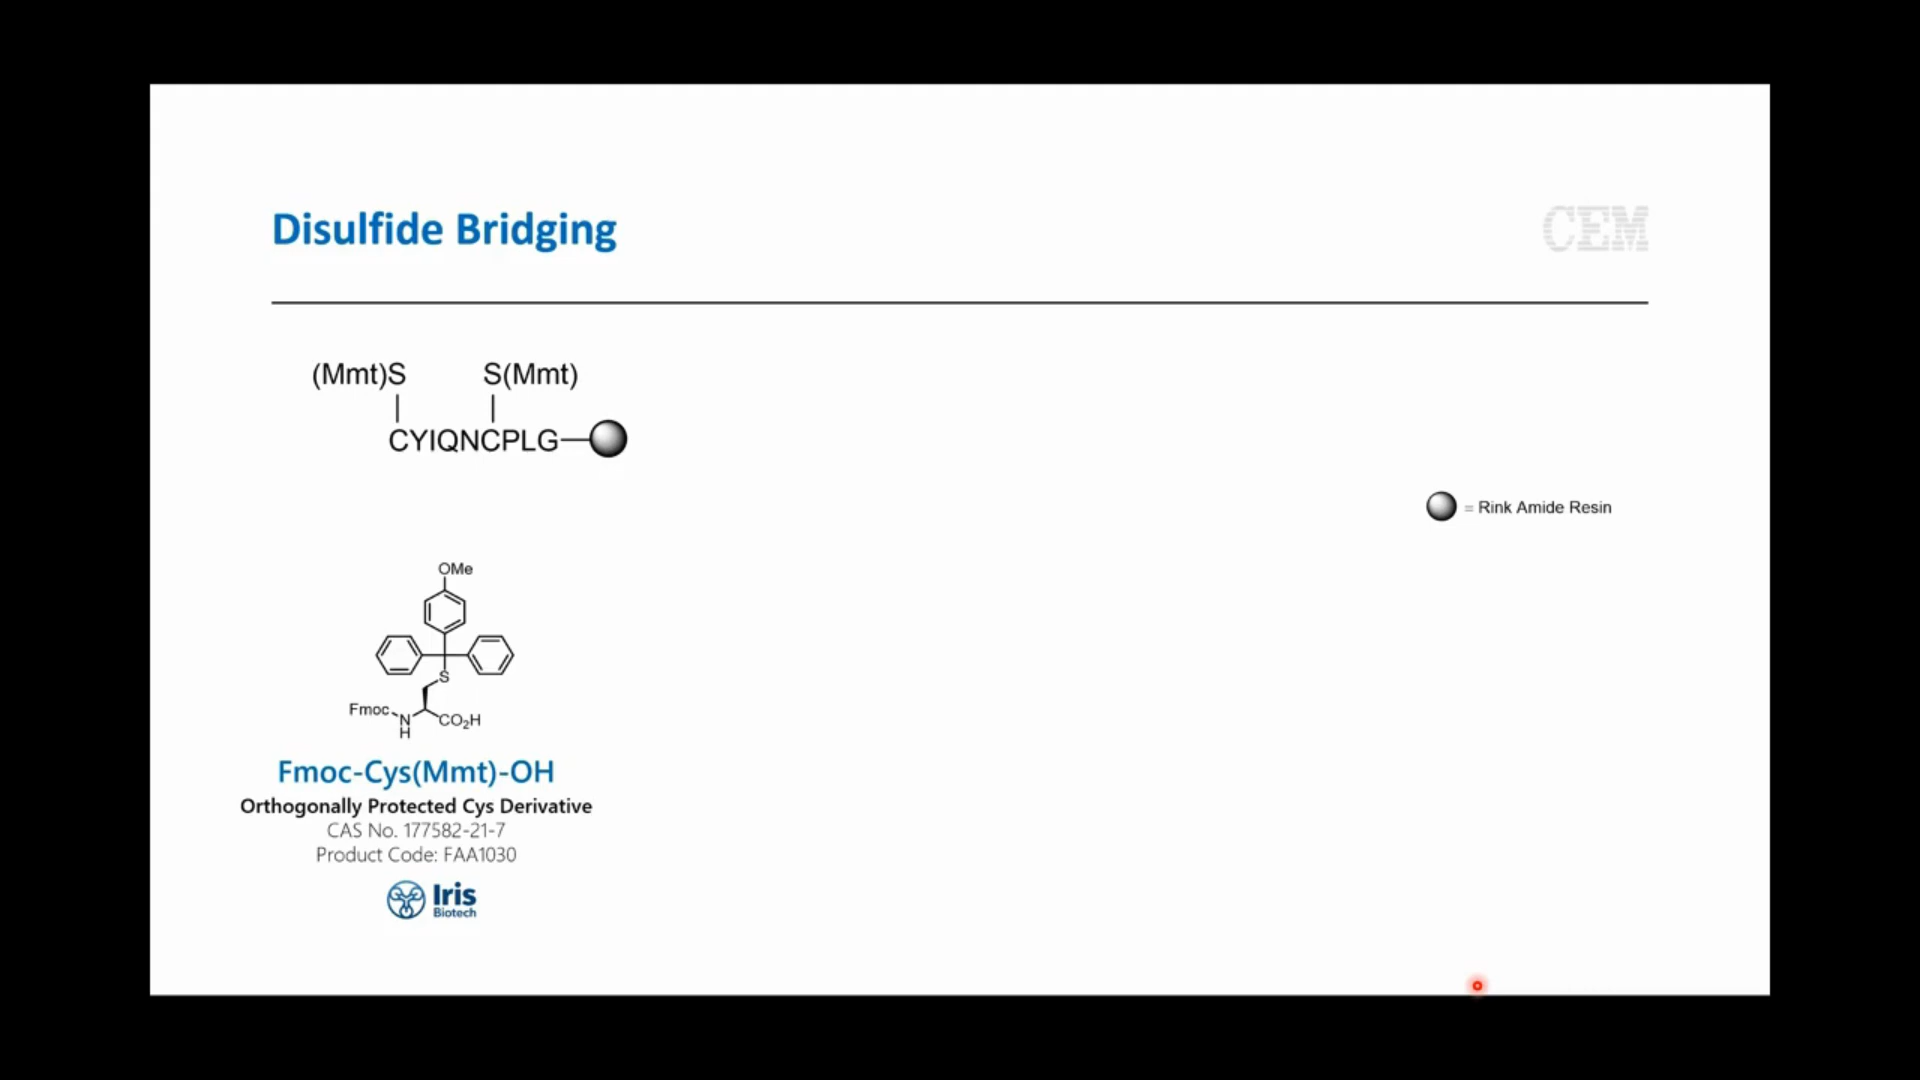 Disulfide Bridging
CEM
(Mmt)S S(Mmt)
CYIQNCPLG
= Rink Amide Resin
OMe
S
Fmoc
N
H
CO₂H
Fmoc-Cys(Mmt)-OH
Orthogonally Protected Cys Derivative
CAS No. 177582-21-7
Product Code: FAA1030
Iris
Biotech